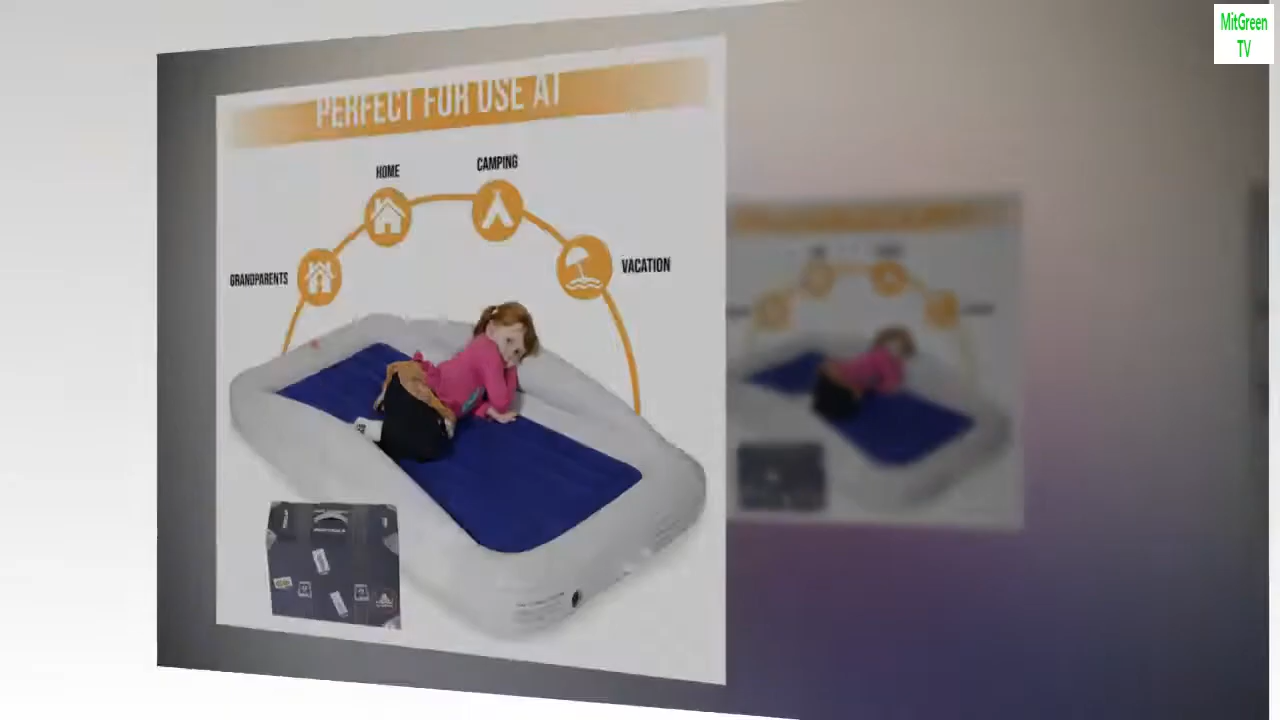 MitGreen
TV
PERFECT FOR USE AT
HOME
CAMPING
GRANDPARENTS
VACATION